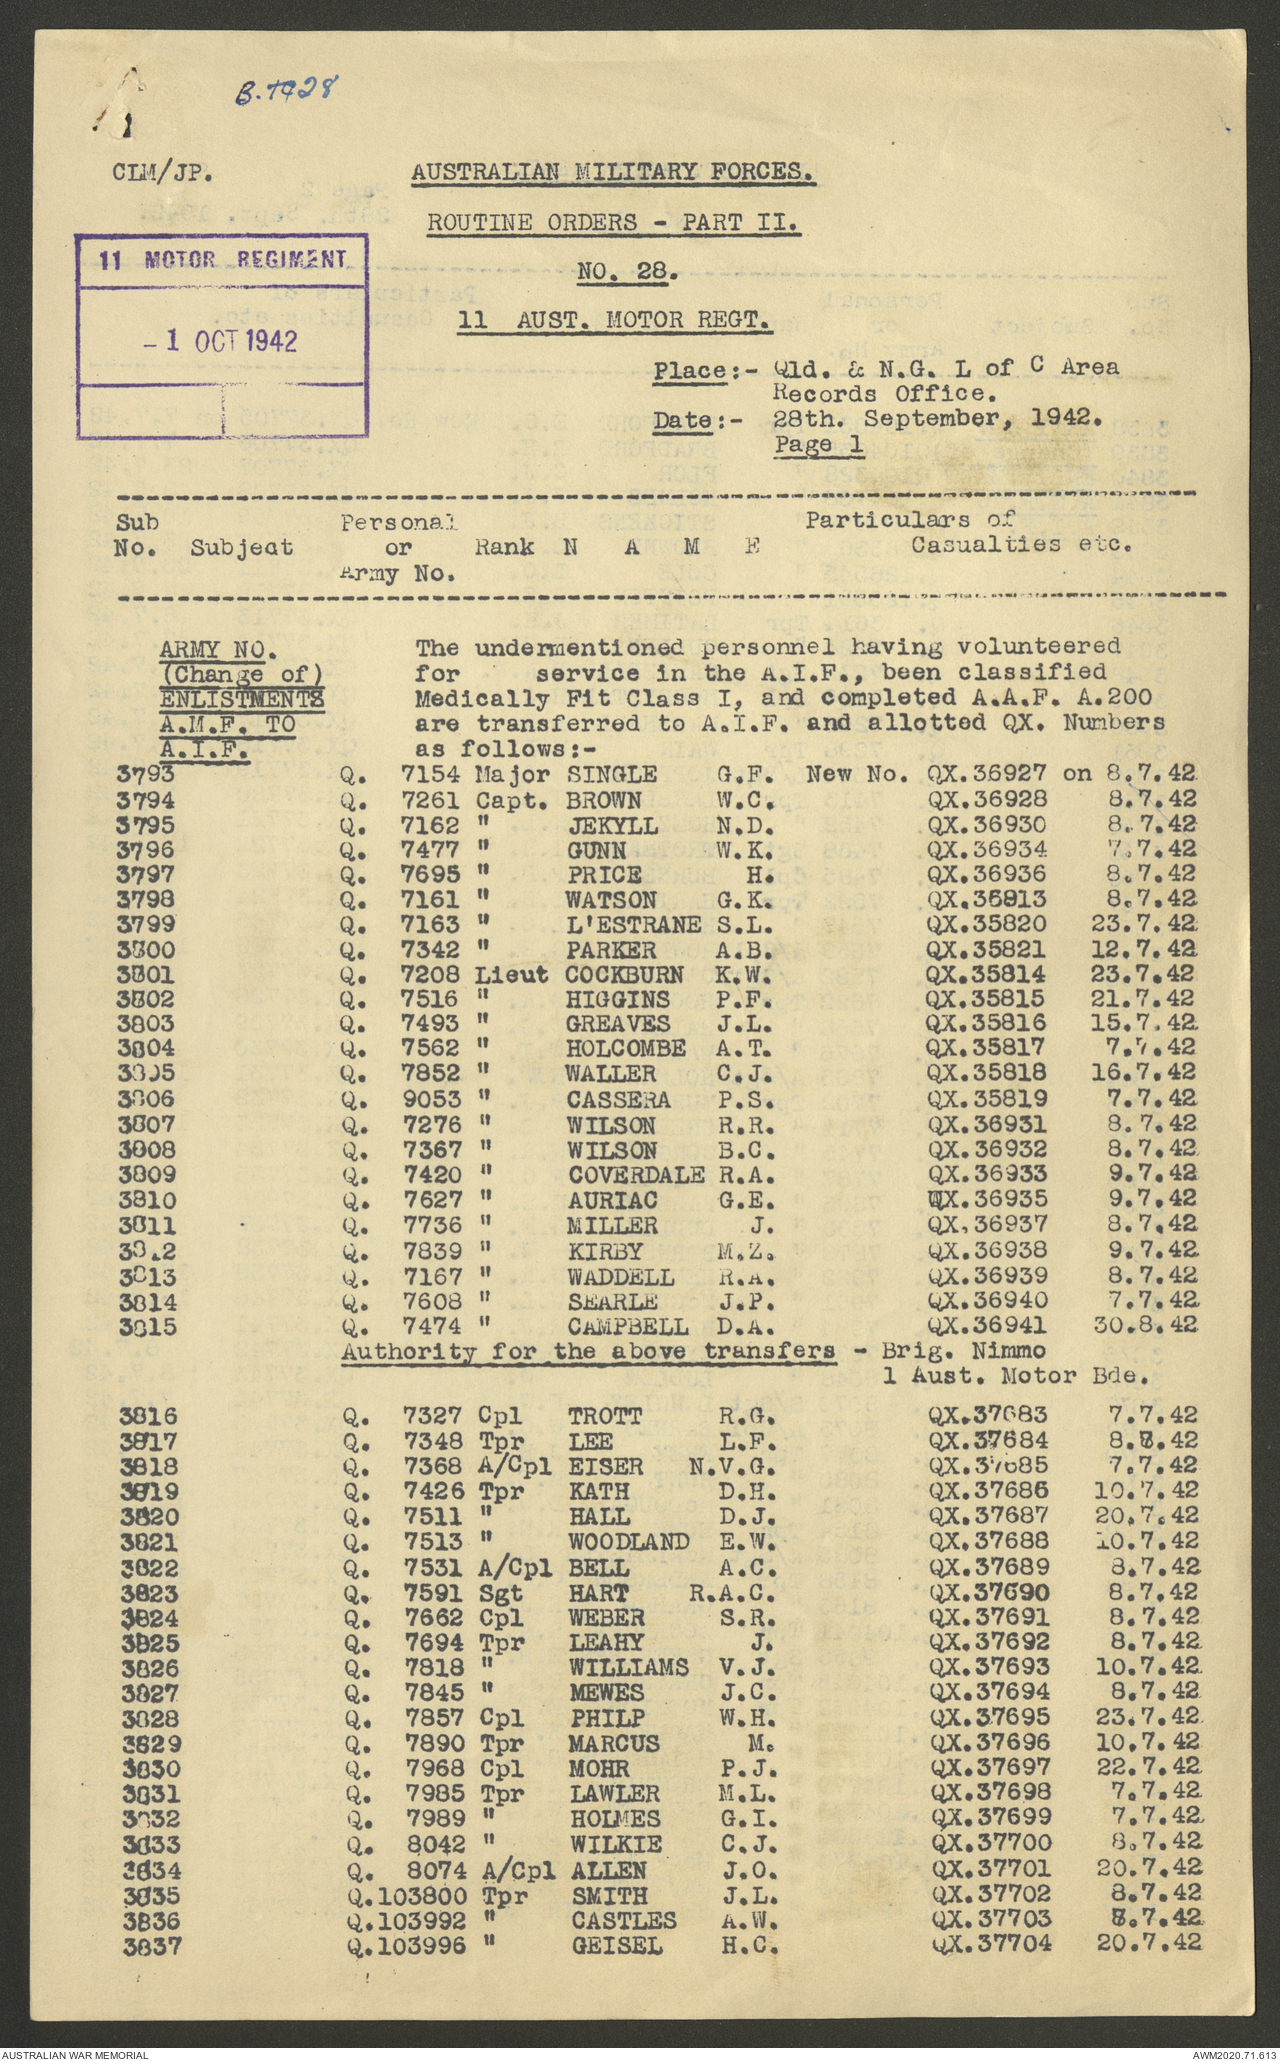 B.1928
CLM/JP. AUSTRALIAN MILITARY FORCES.
ROUTINE ORDERS - PART II.
11 MOTOR REGIMENT
- 1 OCT 1942
NO. 28.
11 AUST. MOTOR REGT.
Place:- Qld. & N.G. L of C Area
Records Office.
Date:- 28th. September, 1942.
Page 1
Sub Personal Particulars of
No. Subject or Rank N A M E Casualties etc.
Army No.
ARMY NO. The undermentioned personnel having volunteered
(Change of) for service in the A.I.F., been classified
ENLISTMENTS Medically Fit Class I, and completed A.A.F. A.200
A.M.F. TO are transferred to A.I.F. and allotted QX. Numbers
A.I.F. as follows:-
3793 Q. 7154 Major SINGLE G.F. New No. QX.36927 on 8.7.42
3794 Q. 7261 Capt. BROWN W.C. QX.36928 8.7.42
3795 Q. 7162 " JEKYLL N.D. QX.36930 8.7.42
3796 Q. 7477 " GUNN W.K. QX.36934 7.7.42
3797 Q. 7695 " PRICE H. QX.36936 8.7.42
3798 Q. 7161 " WATSON G.K. QX.35813 8.7.42
3799 Q. 7163 " L'ESTRANE S.L. QX.35820 23.7.42
3800 Q. 7342 " PARKER A.B. QX.35821 12.7.42
3801 Q. 7208 Lieut COCKBURN K.W. QX.35814 23.7.42
3802 Q. 7516 " HIGGINS P.F. QX.35815 21.7.42
3803 Q. 7493 " GREAVES J.L. QX.35816 15.7.42
3804 Q. 7562 " HOLCOMBE A.T. QX.35817 7.7.42
3805 Q. 7852 " WALLER C.J. QX.35818 16.7.42
3806 Q. 9053 " CASSERA P.S. QX.35819 7.7.42
3807 Q. 7276 " WILSON R.R. QX.36931 8.7.42
3808 Q. 7367 " WILSON B.C. QX.36932 8.7.42
3809 Q. 7420 " COVERDALE R.A. QX.36933 9.7.42
3810 Q. 7627 " AURIAC G.E. QX.36935 9.7.42
3811 Q. 7736 " MILLER J. QX.36937 8.7.42
3812 Q. 7839 " KIRBY M.Z. QX.36938 9.7.42
3813 Q. 7167 " WADDELL R.A. QX.36939 8.7.42
3814 Q. 7608 " SEARLE J.P. QX.36940 7.7.42
3815 Q. 7474 " CAMPBELL D.A. QX.36941 30.8.42
Authority for the above transfers - Brig. Nimmo
1 Aust. Motor Bde.
3816 Q. 7327 Cpl TROTT R.G. QX.37683 7.7.42
3817 Q. 7348 Tpr LEE L.F. QX.37684 8.8.42
3818 Q. 7368 A/Cpl EISER N.V.G. QX.37685 7.7.42
3819 Q. 7426 Tpr KATH D.H. QX.37686 10.7.42
3820 Q. 7511 " HALL D.J. QX.37687 20.7.42
3821 Q. 7513 " WOODLAND E.W. QX.37688 10.7.42
3822 Q. 7531 A/Cpl BELL A.C. QX.37689 8.7.42
3823 Q. 7591 Sgt HART R.A.C. QX.37690 8.7.42
3824 Q. 7662 Cpl WEBER S.R. QX.37691 8.7.42
3825 Q. 7694 Tpr LEAHY J. QX.37692 8.7.42
3826 Q. 7818 " WILLIAMS V.J. QX.37693 10.7.42
3827 Q. 7845 " MEWES J.C. QX.37694 8.7.42
3828 Q. 7857 Cpl PHILP W.H. QX.37695 23.7.42
3829 Q. 7890 Tpr MARCUS M. QX.37696 10.7.42
3830 Q. 7968 Cpl MOHR P.J. QX.37697 22.7.42
3831 Q. 7985 Tpr LAWLER M.L. QX.37698 7.7.42
3832 Q. 7989 " HOLMES G.I. QX.37699 7.7.42
3833 Q. 8042 " WILKIE C.J. QX.37700 8.7.42
3834 Q. 8074 A/Cpl ALLEN J.O. QX.37701 20.7.42
3835 Q.103800 Tpr SMITH J.L. QX.37702 8.7.42
3836 Q.103992 " CASTLES A.W. QX.37703 8.7.42
3837 Q.103996 " GEISEL H.C. QX.37704 20.7.42
AUSTRALIAN WAR MEMORIAL AWM2020.71.613